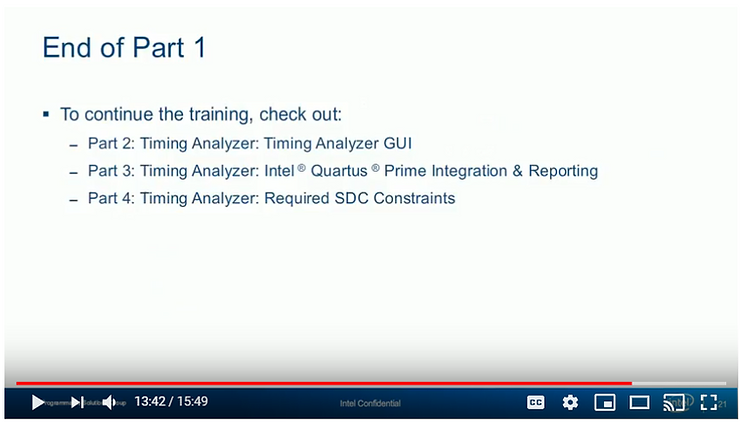 End of Part 1
▪ To continue the training, check out:
– Part 2: Timing Analyzer: Timing Analyzer GUI
– Part 3: Timing Analyzer: Intel® Quartus® Prime Integration & Reporting
– Part 4: Timing Analyzer: Required SDC Constraints
13:42 / 15:49
Intel Confidential
CC
21